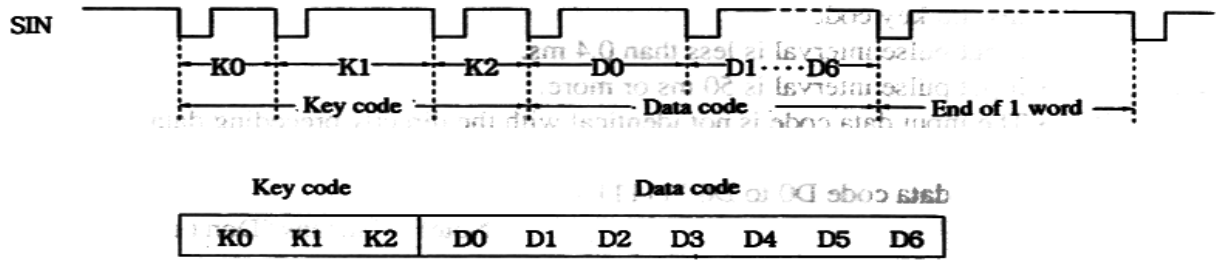 SIN
K0 K1 K2 D0 D1 ···· D6
Key code Data code End of 1 word
Key code Data code
K0 K1 K2 D0 D1 D2 D3 D4 D5 D6